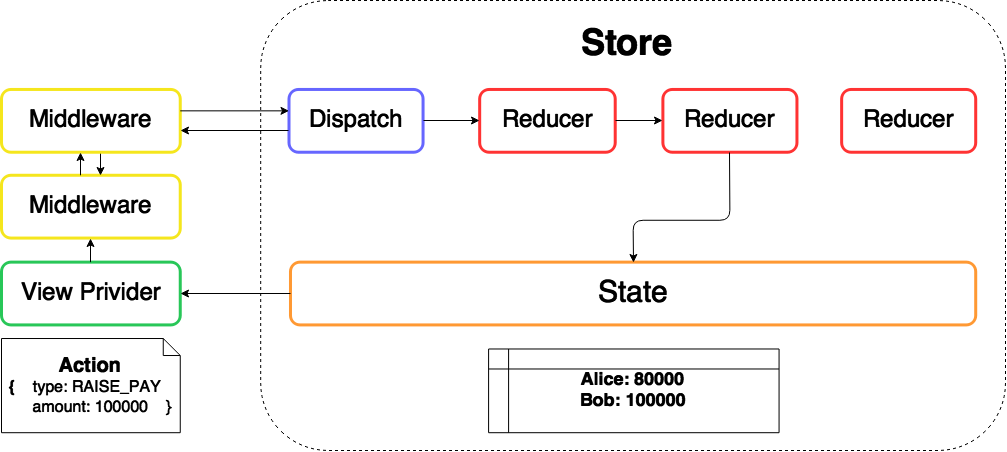 Store
Middleware
Dispatch
Reducer
Reducer
Reducer
Middleware
View Privider
State
Action
{ type: RAISE_PAY
amount: 100000 }
Alice: 80000
Bob: 100000